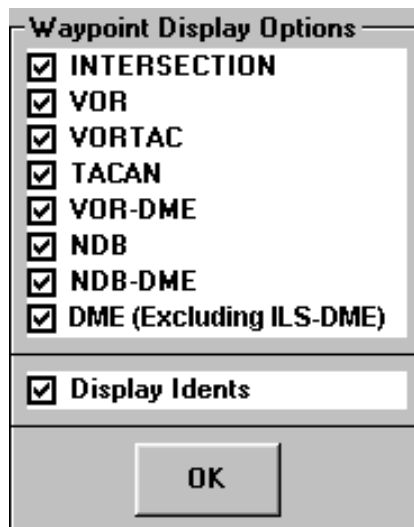 Waypoint Display Options
INTERSECTION
VOR
VORTAC
TACAN
VOR-DME
NDB
NDB-DME
DME (Excluding ILS-DME)
Display Idents
OK